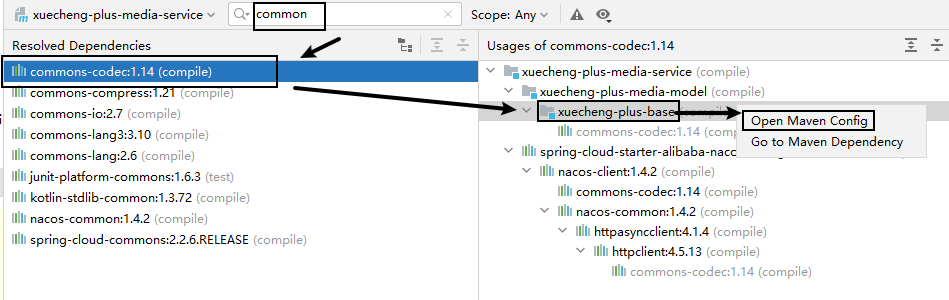 xuecheng-plus-media-service
common
Scope: Any
Resolved Dependencies
commons-codec:1.14 (compile)
commons-compress:1.21 (compile)
commons-io:2.7 (compile)
commons-lang3:3.10 (compile)
commons-lang:2.6 (compile)
junit-platform-commons:1.6.3 (test)
kotlin-stdlib-common:1.3.72 (compile)
nacos-common:1.4.2 (compile)
spring-cloud-commons:2.2.6.RELEASE (compile)
Usages of commons-codec:1.14
xuecheng-plus-media-service (compile)
xuecheng-plus-media-model (compile)
xuecheng-plus-base (compile)
commons-codec:1.14 (comp
spring-cloud-starter-alibaba-naco
nacos-client:1.4.2 (compile)
commons-codec:1.14 (compile)
nacos-common:1.4.2 (compile)
httpasyncclient:4.1.4 (compile)
httpclient:4.5.13 (compile)
commons-codec:1.14 (compile)
Open Maven Config
Go to Maven Dependency